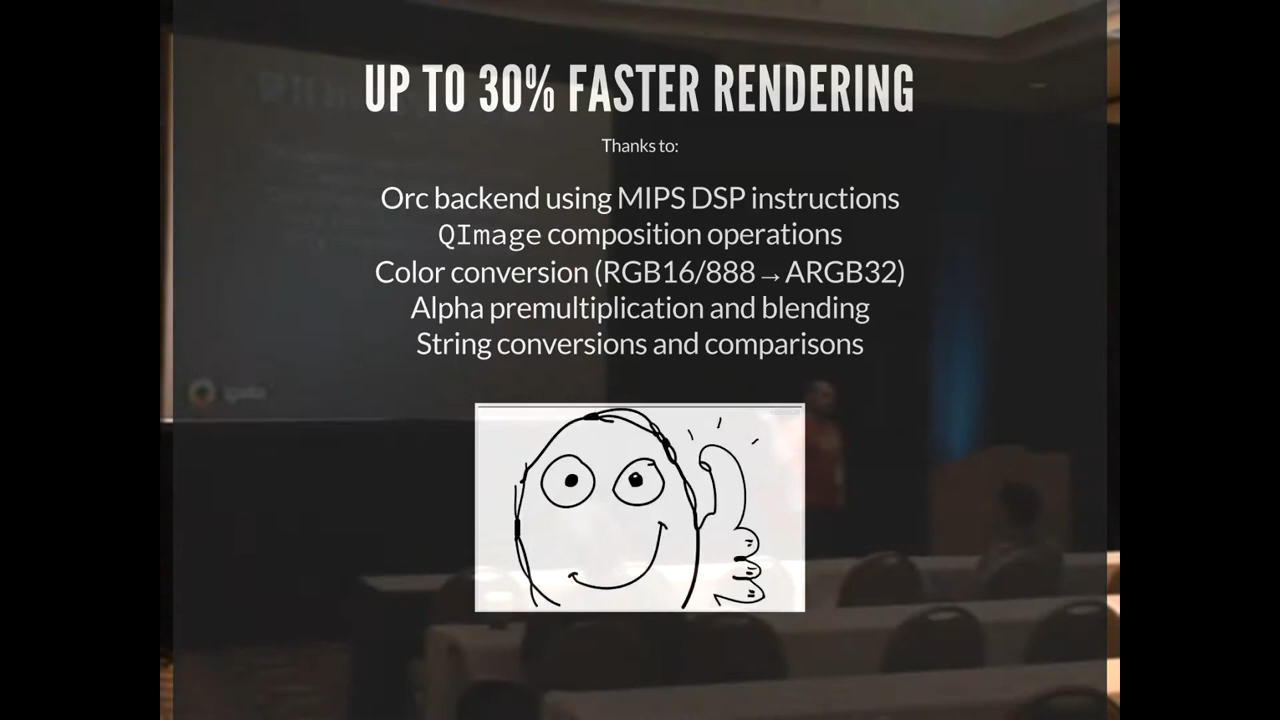 UP TO 30% FASTER RENDERING
Thanks to:
Orc backend using MIPS DSP instructions
QImage composition operations
Color conversion (RGB16/888→ARGB32)
Alpha premultiplication and blending
String conversions and comparisons